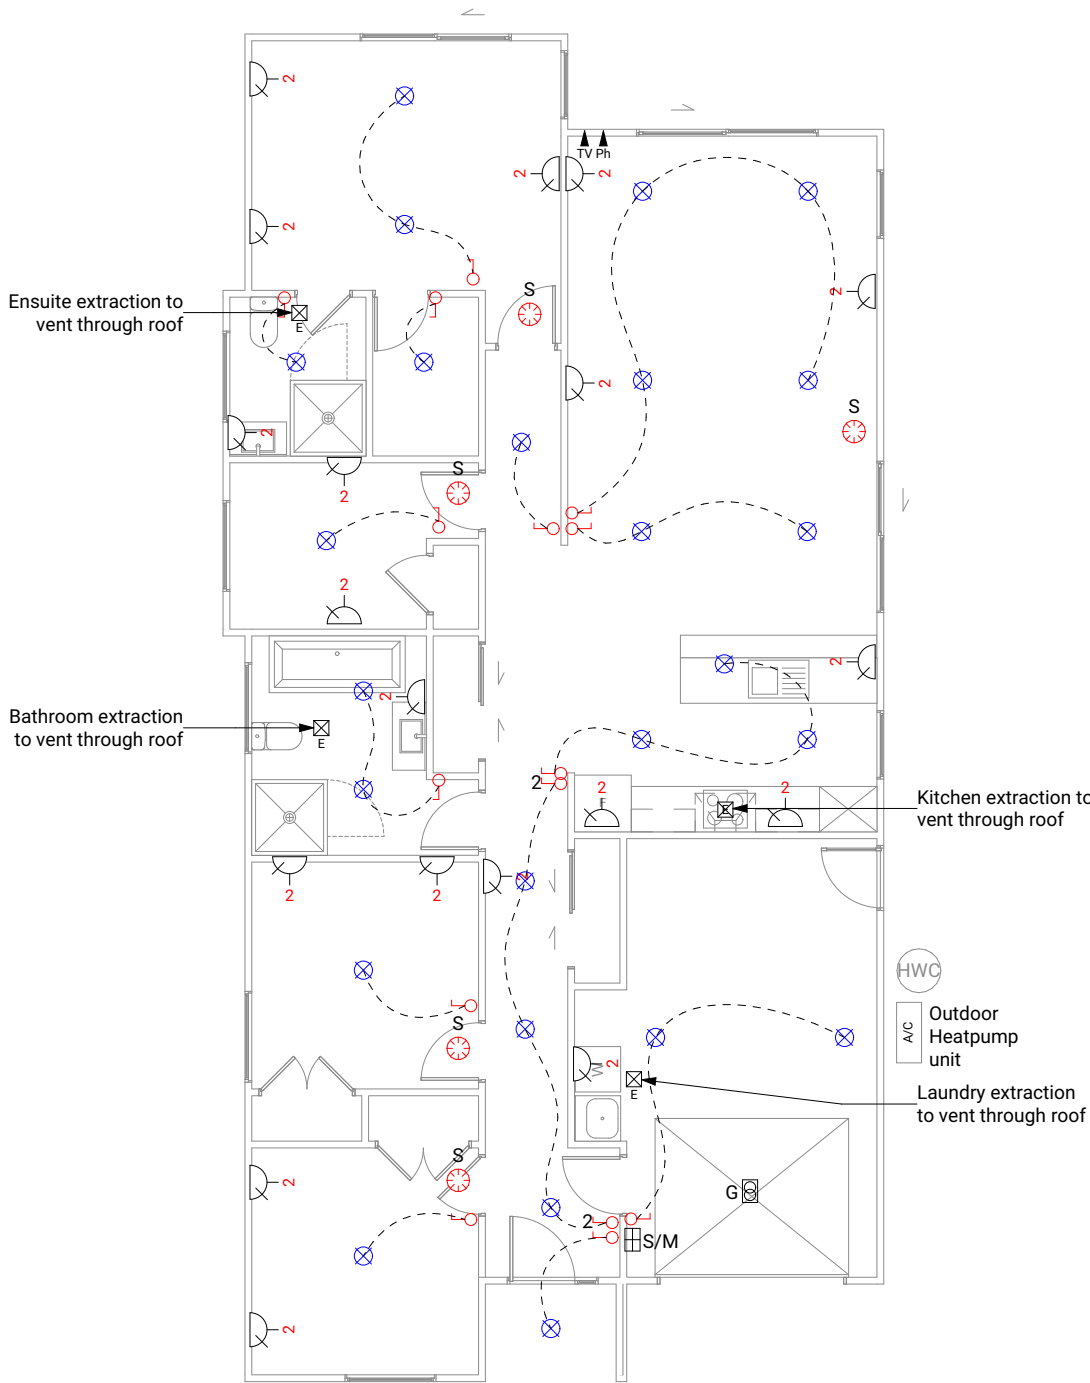 2
TV Ph
2
2
2
2
S
Ensuite extraction to
vent through roof
E
2
2
S
2
S
2
2
2
2
Bathroom extraction
to vent through roof
E
2
2
F
2
E
Kitchen extraction to
vent through roof
2
2
2
HWC
A/C
Outdoor
Heatpump
unit
S
W
2
E
Laundry extraction
to vent through roof
S
2
G
2
S/M
2